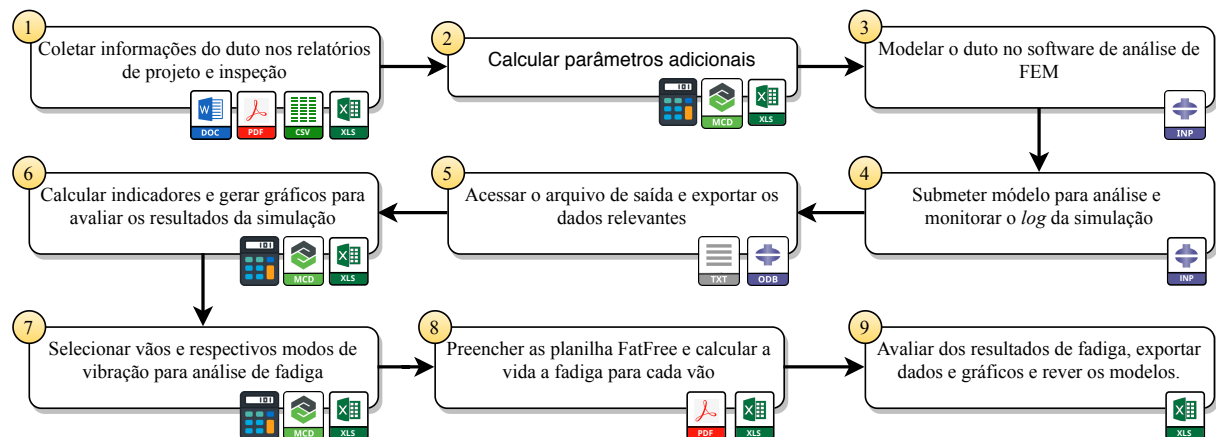 1
Coletar informações do duto nos relatórios
de projeto e inspeção
DOC
PDF
CSV
XLS
2
Calcular parâmetros adicionais
101
MCD
XLS
3
Modelar o duto no software de análise de
FEM
INP
6
Calcular indicadores e gerar gráficos para
avaliar os resultados da simulação
101
MCD
XLS
5
Acessar o arquivo de saída e exportar os
dados relevantes
TXT
ODB
4
Submeter módelo para análise e
monitorar o log da simulação
INP
7
Selecionar vãos e respectivos modos de
vibração para análise de fadiga
101
MCD
XLS
8
Preencher as planilha FatFree e calcular a
vida a fadiga para cada vão
PDF
XLS
9
Avaliar dos resultados de fadiga, exportar
dados e gráficos e rever os modelos.
XLS